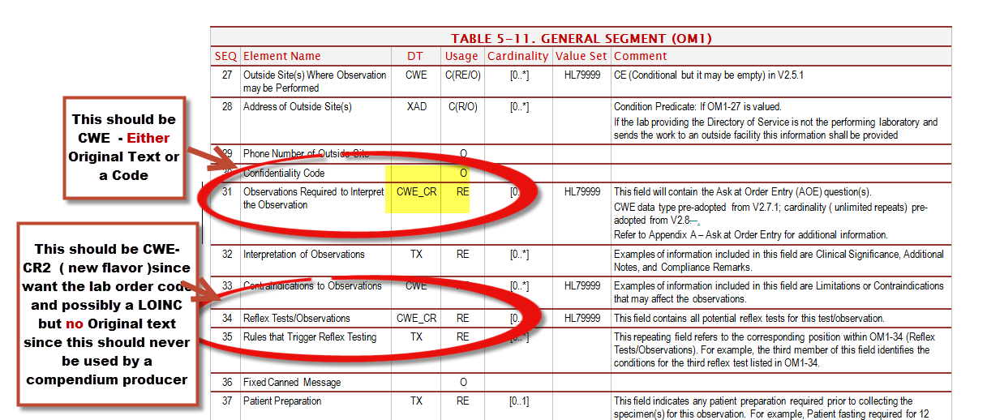 TABLE 5-11. GENERAL SEGMENT (OM1)
SEQ Element Name DT Usage Cardinality Value Set Comment
27 Outside Site(s) Where Observation CWE C(RE/O) [0..*] HL79999 CE (Conditional but it may be empty) in V2.5.1
may be Performed
28 Address of Outside Site(s) XAD C(R/O) [0..*] Condition Predicate: If OM1-27 is valued.
If the lab providing the Directory of Service is not the performing laboratory and
sends the work to an outside facility this information shall be provided
29 Phone Number of Outside Site O
30 Confidentiality Code O
31 Observations Required to Interpret CWE_CR RE [0.. HL79999 This field will contain the Ask at Order Entry (AOE) question(s).
the Observation CWE data type pre-adopted from V2.7.1; cardinality ( unlimited repeats) pre-
adopted from V2.8—.
Refer to Appendix A – Ask at Order Entry for additional information.
32 Interpretation of Observations TX RE [0..*] Examples of information included in this field are Clinical Significance, Additional
Notes, and Compliance Remarks.
33 Contraindications to Observations CWE [0..*] HL79999 Examples of information included in this field are Limitations or Contraindications
that may affect the observations.
34 Reflex Tests/Observations CWE_CR RE [0.. HL79999 This field contains all potential reflex tests for this test/observation.
35 Rules that Trigger Reflex Testing TX RE [0..*] This repeating field refers to the corresponding position within OM1-34 (Reflex
Tests/Observations). For example, the third member of this field identifies the
conditions for the third reflex test listed in OM1-34.
36 Fixed Canned Message O
37 Patient Preparation TX RE [0..1] This field indicates any patient preparation required prior to collecting the
specimen(s) for this observation. For example, Patient fasting required for 12
This should be
CWE - Either
Original Text or
a Code
This should be CWE-
CR2 ( new flavor )since
want the lab order code
and possibly a LOINC
but no Original text
since this should never
be used by a
compendium producer